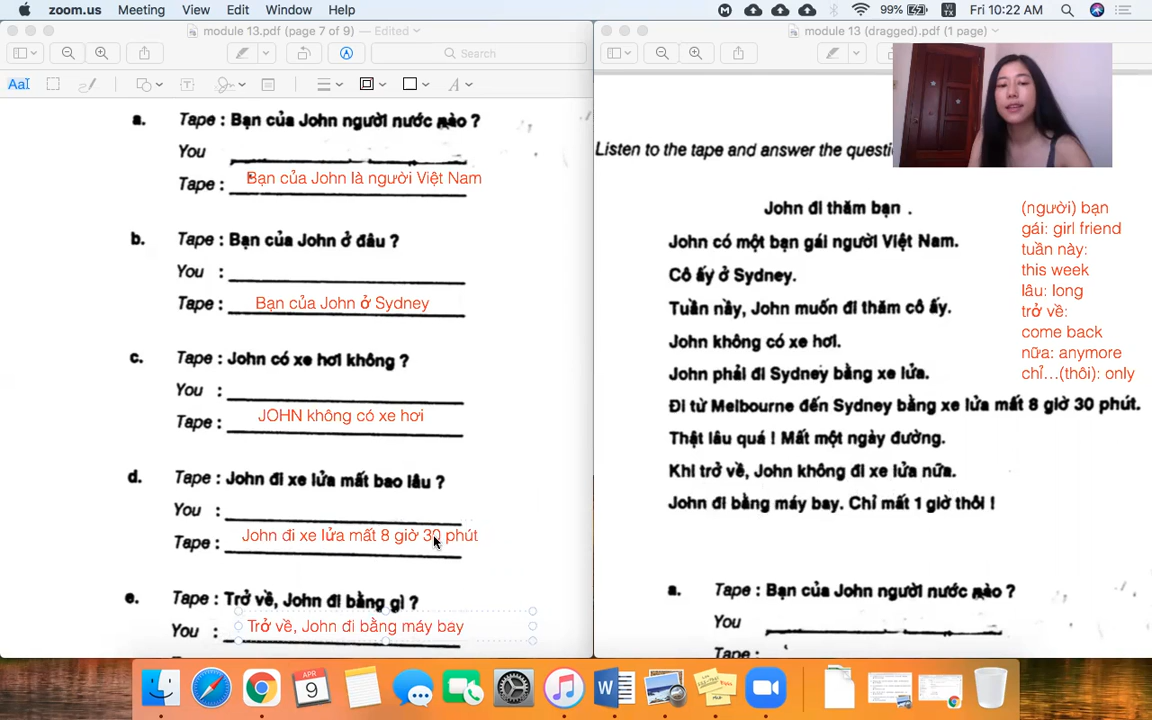 zoom.us Meeting View Edit Window Help
99% VI TX Fri 10:22 AM
module 13.pdf (page 7 of 9) — Edited
Search
AaI T A
a. Tape : Bạn của John người nước nào ?
You
Tape : Bạn của John là người Việt Nam
b. Tape : Bạn của John ở đâu ?
You :
Tape : Bạn của John ở Sydney
c. Tape : John có xe hơi không ?
You :
Tape : JOHN không có xe hơi
d. Tape : John đi xe lửa mất bao lâu ?
You :
Tape : John đi xe lửa mất 8 giờ 30 phút
e. Tape : Trở về, John đi bằng gì ?
You : Trở về, John đi bằng máy bay
module 13 (dragged).pdf (1 page)
Listen to the tape and answer the questi
John đi thăm bạn .
John có một bạn gái người Việt Nam.
Cô ấy ở Sydney.
Tuần nầy, John muốn đi thăm cô ấy.
John không có xe hơi.
John phải đi Sydney bằng xe lửa.
Đi từ Melbourne đến Sydney bằng xe lửa mất 8 giờ 30 phút.
Thật lâu quá ! Mất một ngày đường.
Khi trở về, John không đi xe lửa nữa.
John đi bằng máy bay. Chỉ mất 1 giờ thôi !
(người) bạn
gái: girl friend
tuần này:
this week
lâu: long
trở về:
come back
nữa: anymore
chỉ...(thôi): only
a. Tape : Bạn của John người nước nào ?
You
Tape :
APR
9
W